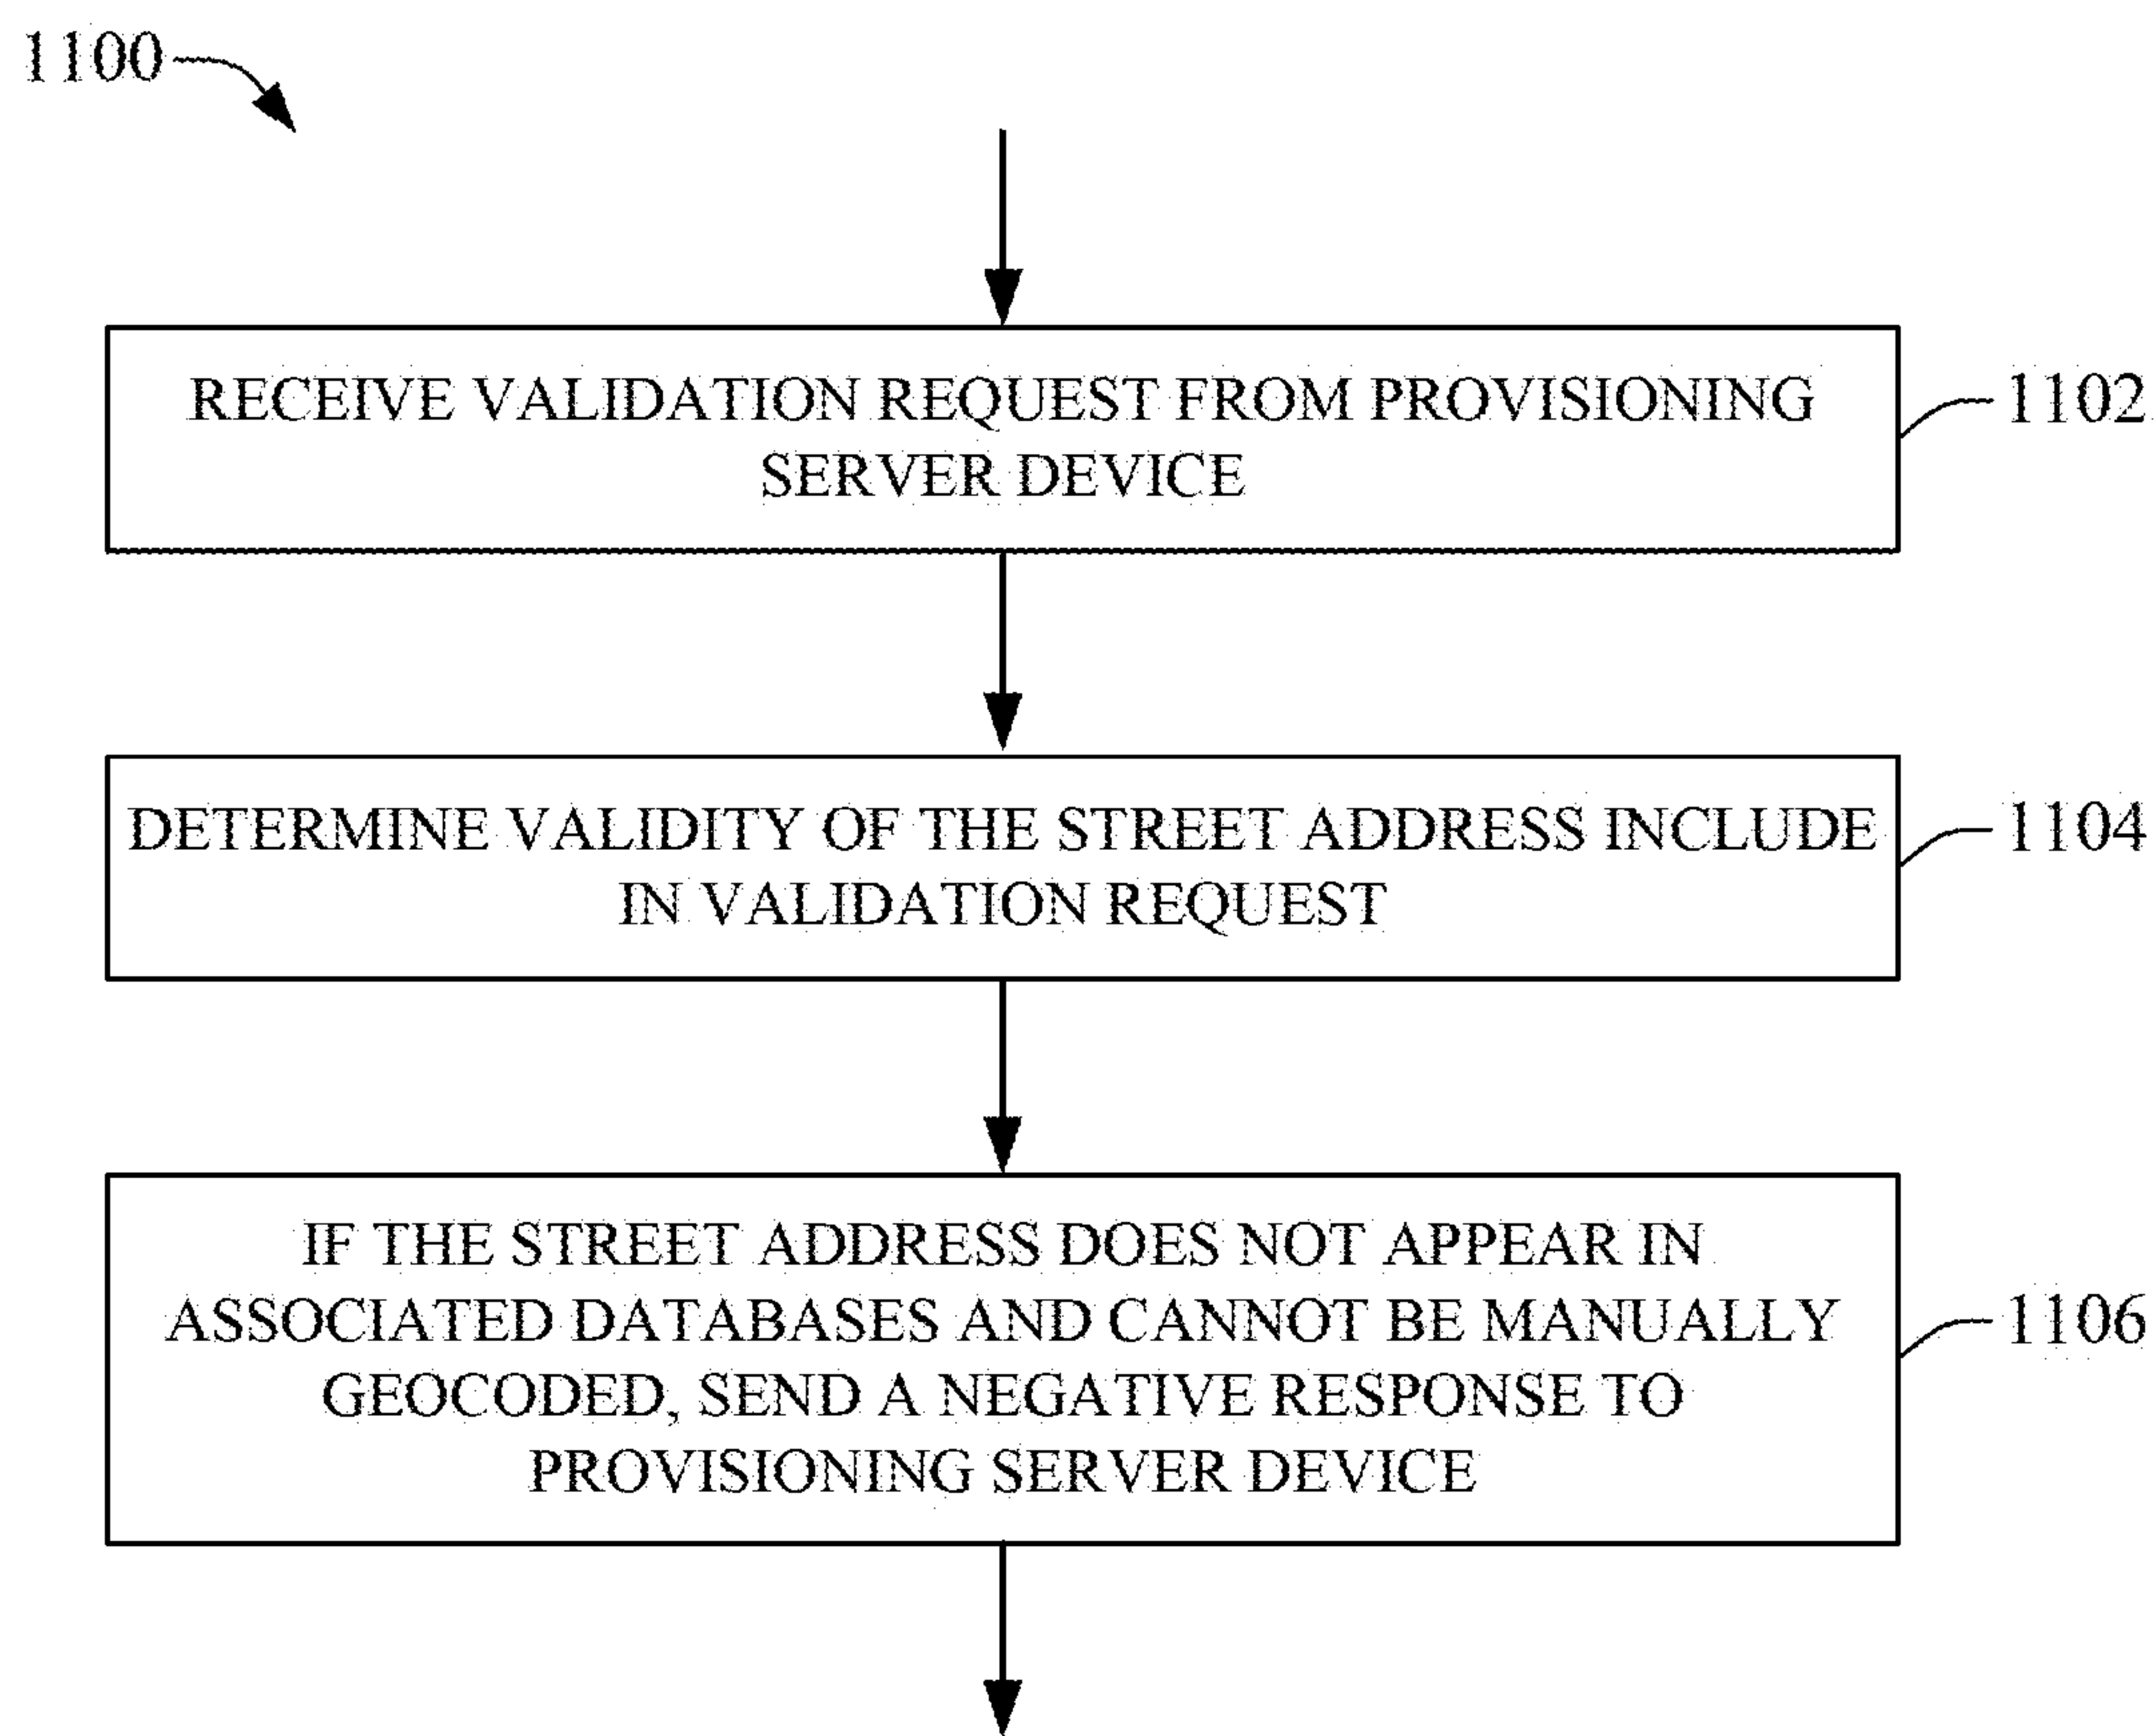 1100
RECEIVE VALIDATION REQUEST FROM PROVISIONING
SERVER DEVICE
1102
DETERMINE VALIDITY OF THE STREET ADDRESS INCLUDE
IN VALIDATION REQUEST
1104
IF THE STREET ADDRESS DOES NOT APPEAR IN
ASSOCIATED DATABASES AND CANNOT BE MANUALLY
GEOCODED, SEND A NEGATIVE RESPONSE TO
PROVISIONING SERVER DEVICE
1106